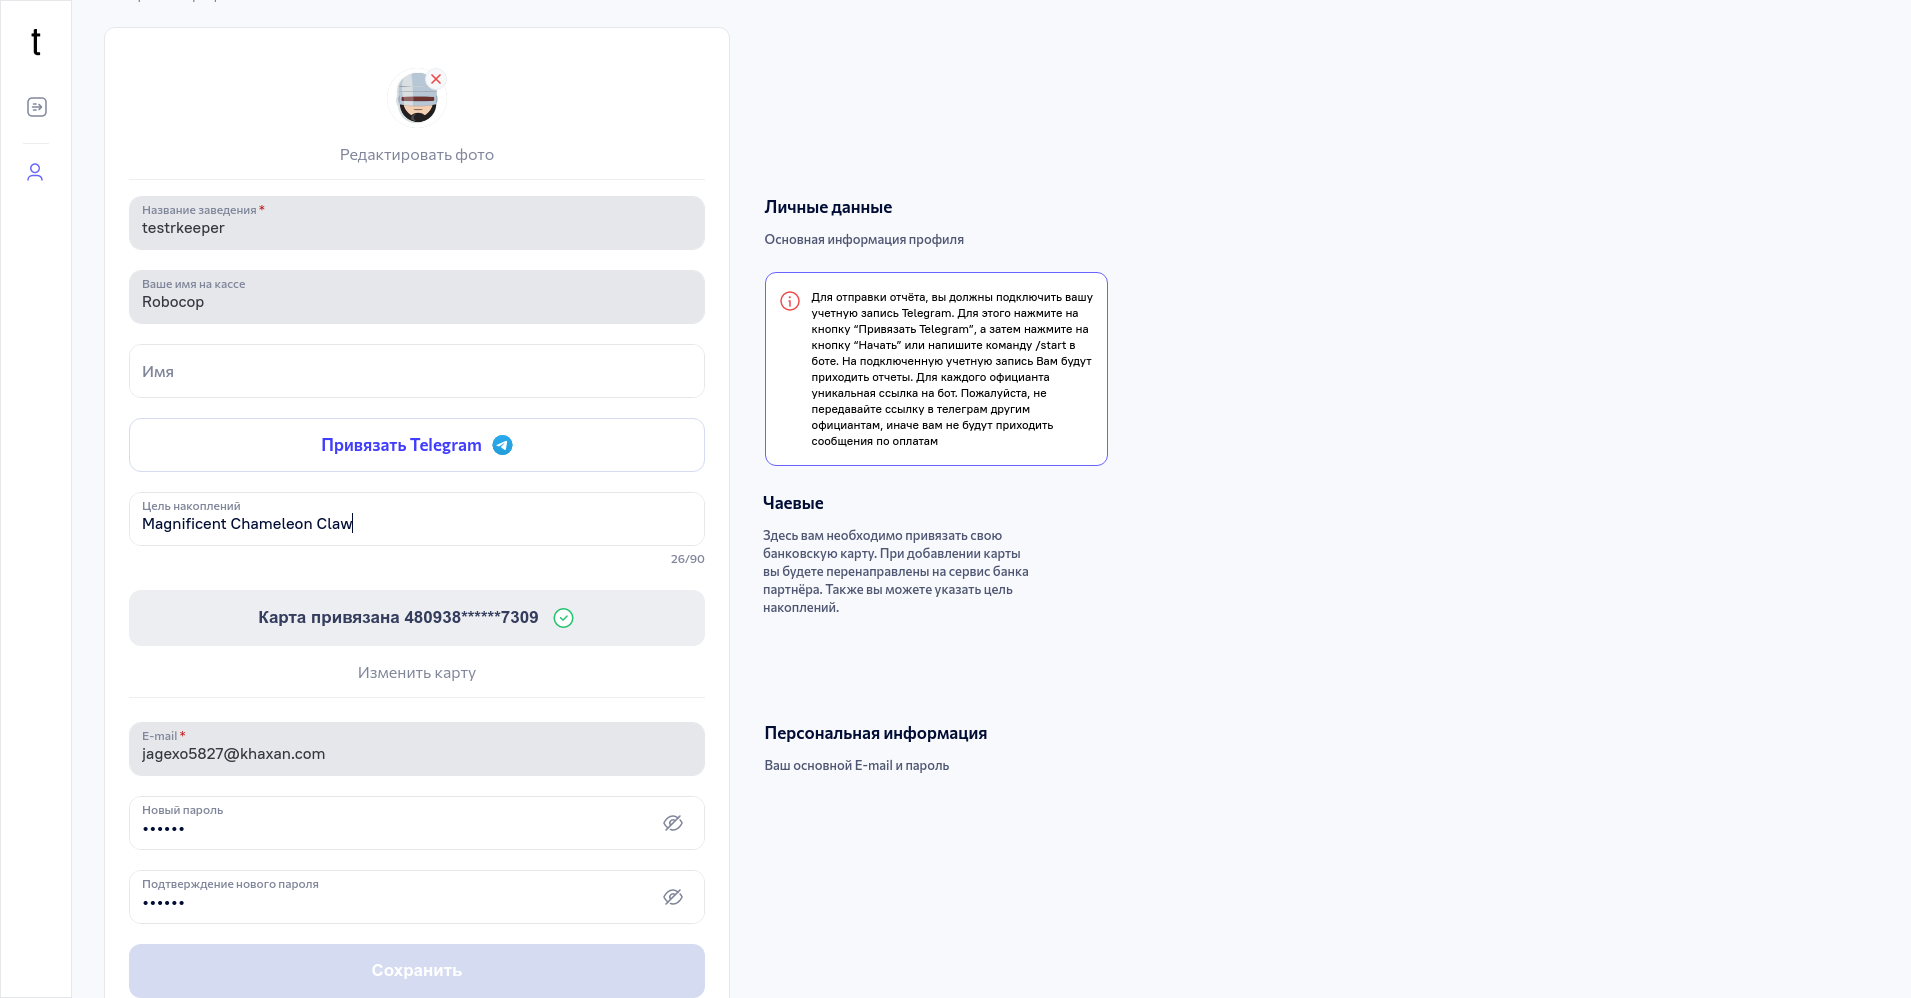 t
Редактировать фото
Название заведения *
testrkeeper
Ваше имя на кассе
Robocop
Имя
Привязать Telegram
Цель накоплений
Magnificent Chameleon Claw
26/90
Карта привязана 480938******7309
Изменить карту
E-mail *
jagexo5827@khaxan.com
Новый пароль
••••••
Подтверждение нового пароля
••••••
Сохранить
Личные данные
Основная информация профиля
Для отправки отчёта, вы должны подключить вашу
учетную запись Telegram. Для этого нажмите на
кнопку “Привязать Telegram”, а затем нажмите на
кнопку “Начать” или напишите команду /start в
боте. На подключенную учетную запись Вам будут
приходить отчеты. Для каждого официанта
уникальная ссылка на бот. Пожалуйста, не
передавайте ссылку в телеграм другим
официантам, иначе вам не будут приходить
сообщения по оплатам
Чаевые
Здесь вам необходимо привязать свою
банковскую карту. При добавлении карты
вы будете перенаправлены на сервис банка
партнёра. Также вы можете указать цель
накоплений.
Персональная информация
Ваш основной E-mail и пароль